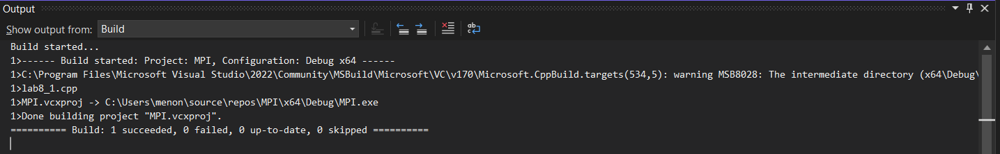 Output
Show output from: Build
Build started...
1>------ Build started: Project: MPI, Configuration: Debug x64 ------
1>C:\Program Files\Microsoft Visual Studio\2022\Community\MSBuild\Microsoft\VC\v170\Microsoft.CppBuild.targets(534,5): warning MSB8028: The intermediate directory (x64\Debug\
1>lab8_1.cpp
1>MPI.vcxproj -> C:\Users\menon\source\repos\MPI\x64\Debug\MPI.exe
1>Done building project "MPI.vcxproj".
========== Build: 1 succeeded, 0 failed, 0 up-to-date, 0 skipped ==========